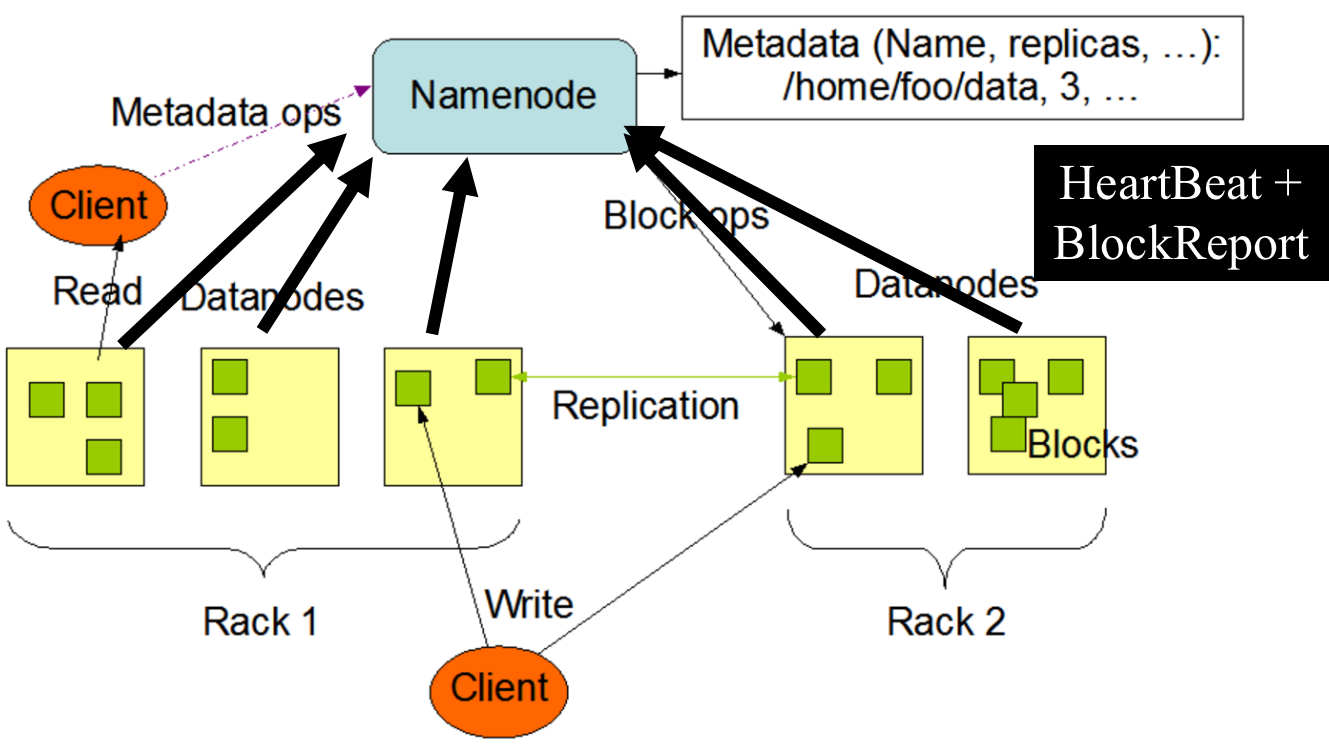 Metadata (Name, replicas, …):
/home/foo/data, 3, …
Namenode
Metadata ops
HeartBeat +
BlockReport
Client
Block ops
Read
Datanodes
Datanodes
Replication
Blocks
Rack 1
Write
Rack 2
Client